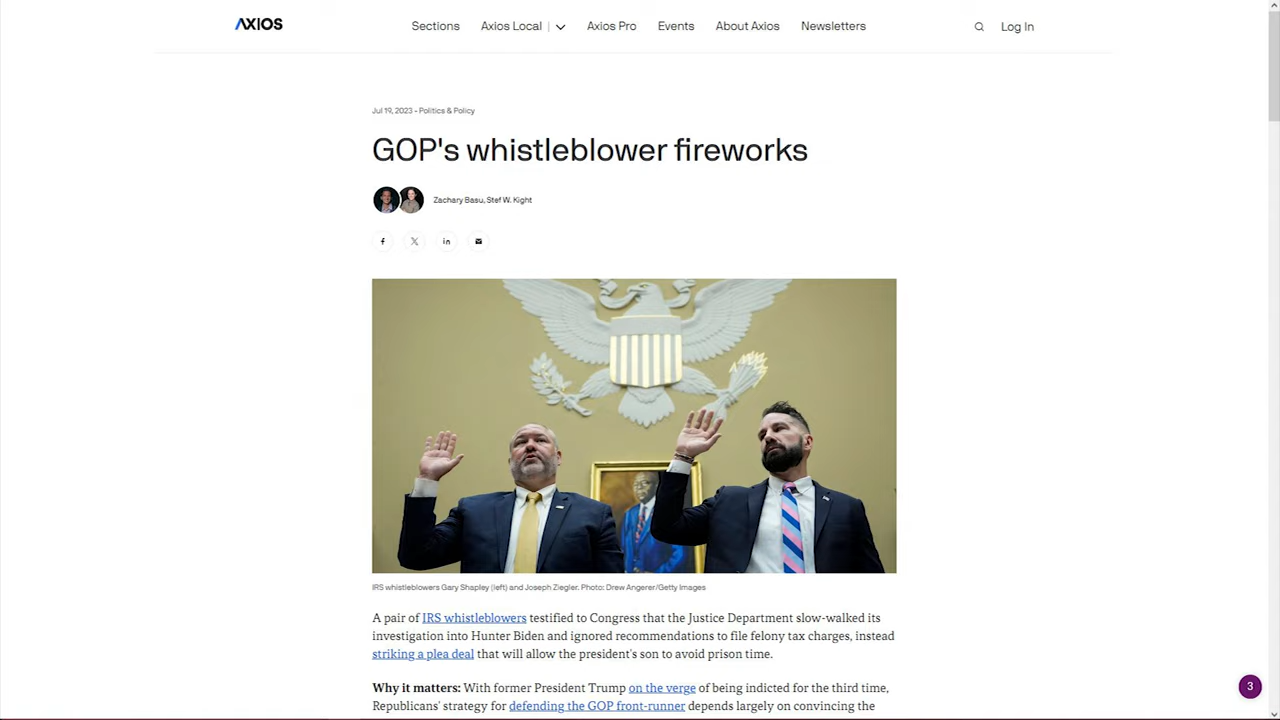 AXIOS
Sections
Axios Local
Axios Pro
Events
About Axios
Newsletters
Log In
Jul 19, 2023 - Politics & Policy
GOP's whistleblower fireworks
Zachary Basu, Stef W. Kight
IRS whistleblowers Gary Shapley (left) and Joseph Ziegler. Photo: Drew Angerer/Getty Images
A pair of IRS whistleblowers testified to Congress that the Justice Department slow-walked its
investigation into Hunter Biden and ignored recommendations to file felony tax charges, instead
striking a plea deal that will allow the president's son to avoid prison time.
Why it matters: With former President Trump on the verge of being indicted for the third time,
Republicans' strategy for defending the GOP front-runner depends largely on convincing the
3